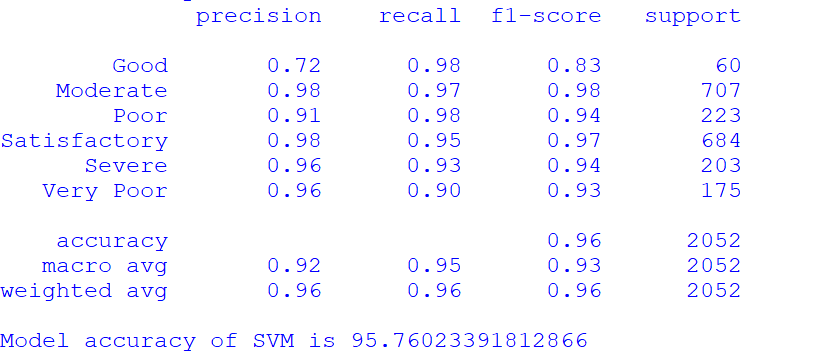 precision recall f1-score support
Good 0.72 0.98 0.83 60
Moderate 0.98 0.97 0.98 707
Poor 0.91 0.98 0.94 223
Satisfactory 0.98 0.95 0.97 684
Severe 0.96 0.93 0.94 203
Very Poor 0.96 0.90 0.93 175
accuracy 0.96 2052
macro avg 0.92 0.95 0.93 2052
weighted avg 0.96 0.96 0.96 2052
Model accuracy of SVM is 95.76023391812866